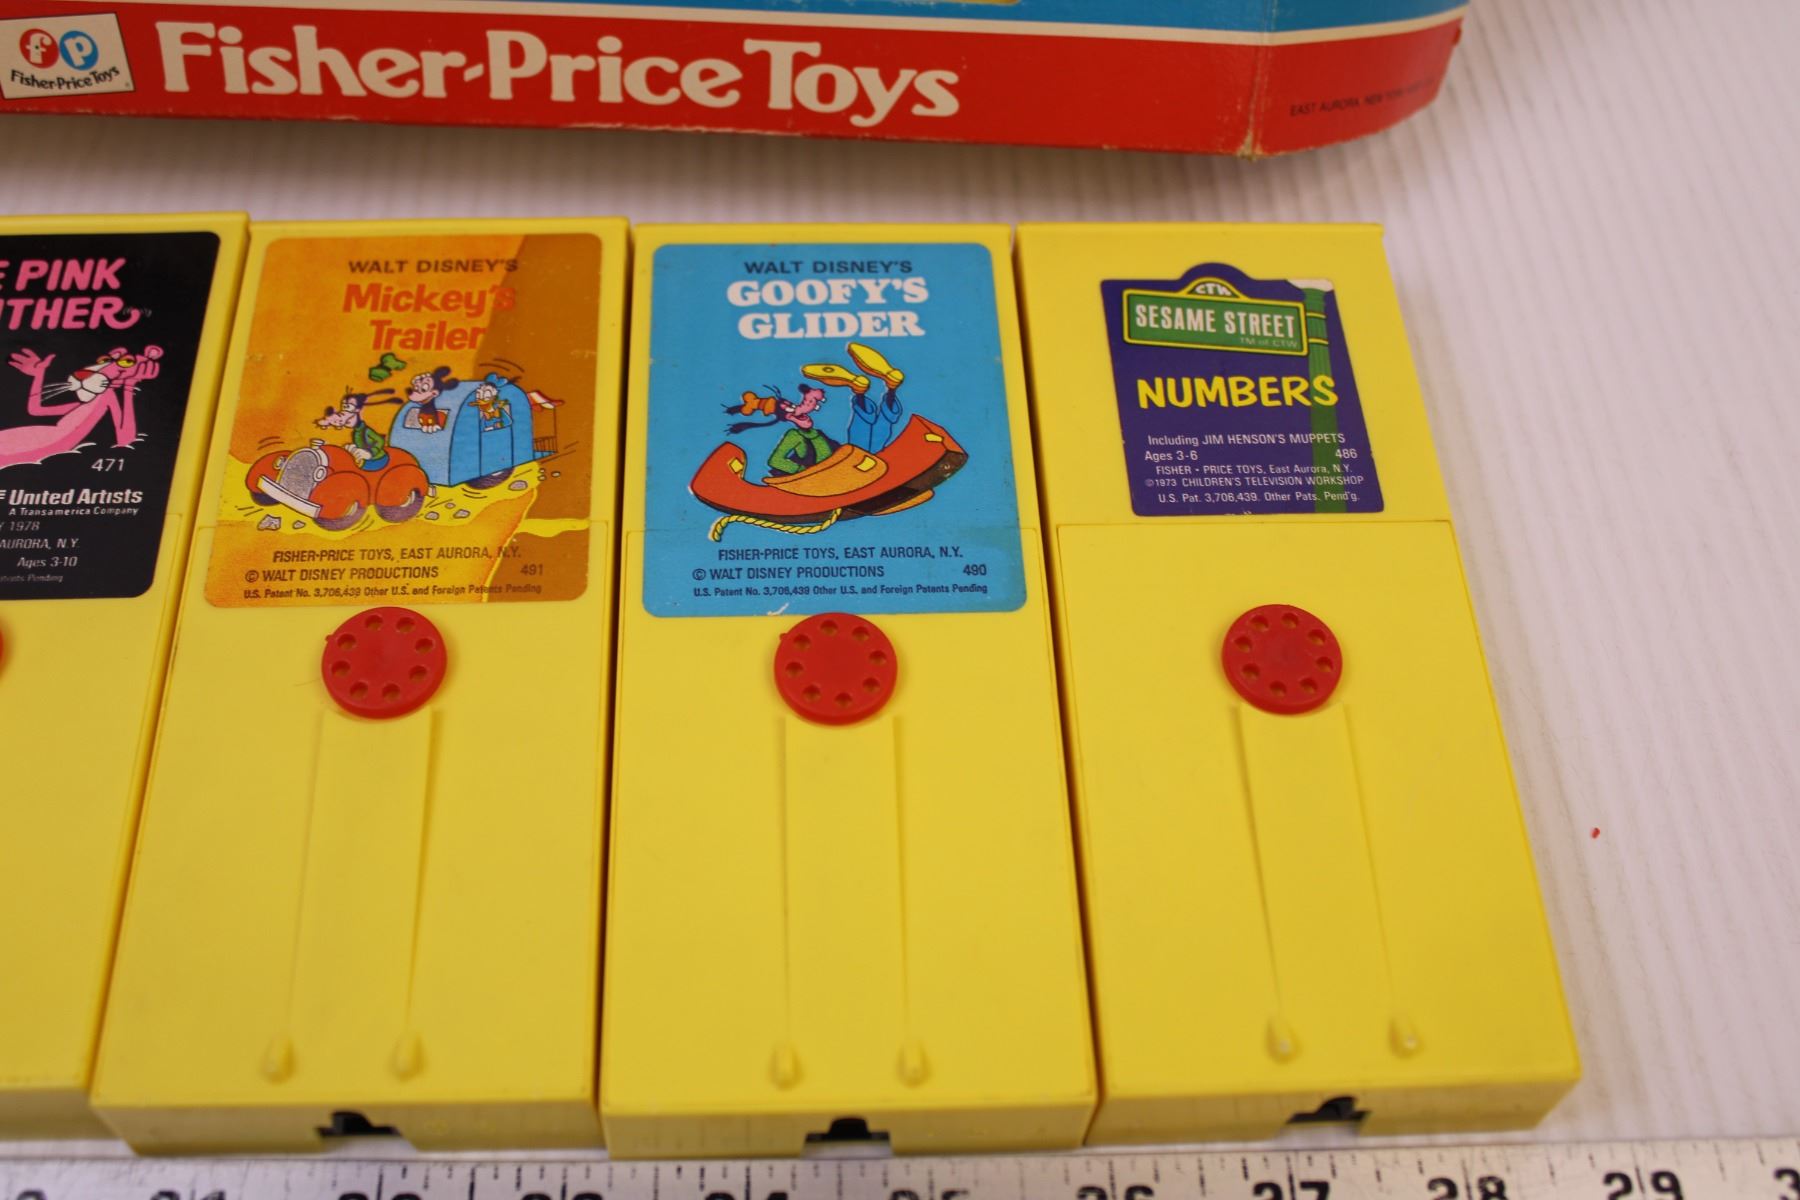 fp
Fisher-Price Toys
Fisher-Price Toys
EAST AURORA, NEW
PINK
471
United Artists
A Transamerica Company
1978
AURORA, N.Y.
Ages 3-10
Pending
WALT DISNEY'S
Mickey's
Trailer
FISHER-PRICE TOYS, EAST AURORA, N.Y.
© WALT DISNEY PRODUCTIONS 491
U.S. Patent No. 3,706,439 Other U.S. and Foreign Patents Pending
WALT DISNEY'S
GOOFY'S
GLIDER
FISHER-PRICE TOYS, EAST AURORA, N.Y.
© WALT DISNEY PRODUCTIONS 490
U.S. Patent No. 3,706,439 Other U.S. and Foreign Patents Pending
CTW
SESAME STREET
TM of CTW
NUMBERS
Including JIM HENSON'S MUPPETS
Ages 3-6 486
FISHER - PRICE TOYS, East Aurora, N.Y.
©1973 CHILDREN'S TELEVISION WORKSHOP
U.S. Pat. 3,706,439. Other Pats. Pend'g.
27 28 29